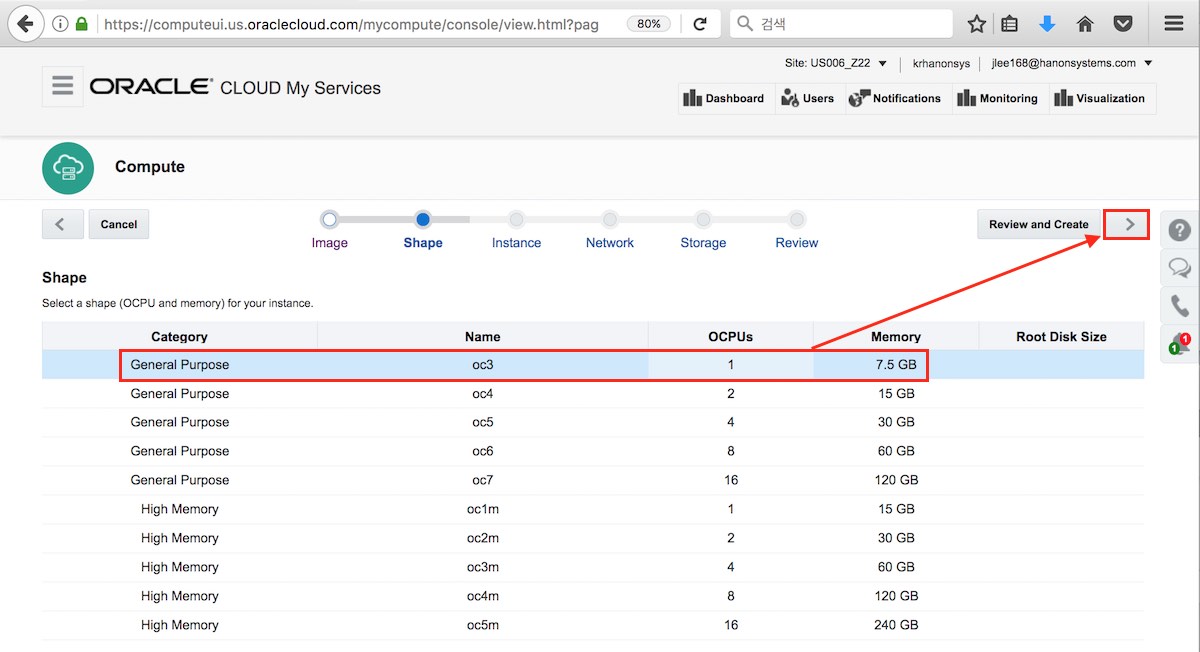 https://computeui.us.oraclecloud.com/mycompute/console/view.html?pag 80% 검색
Site: US006_Z22 krhanonsys jlee168@hanonsystems.com
ORACLE CLOUD My Services
Dashboard Users Notifications Monitoring Visualization
Compute
Cancel
Review and Create
Image Shape Instance Network Storage Review
Shape
Select a shape (OCPU and memory) for your instance.
Category Name OCPUs Memory Root Disk Size
General Purpose oc3 1 7.5 GB
General Purpose oc4 2 15 GB
General Purpose oc5 4 30 GB
General Purpose oc6 8 60 GB
General Purpose oc7 16 120 GB
High Memory oc1m 1 15 GB
High Memory oc2m 2 30 GB
High Memory oc3m 4 60 GB
High Memory oc4m 8 120 GB
High Memory oc5m 16 240 GB
?
1
1